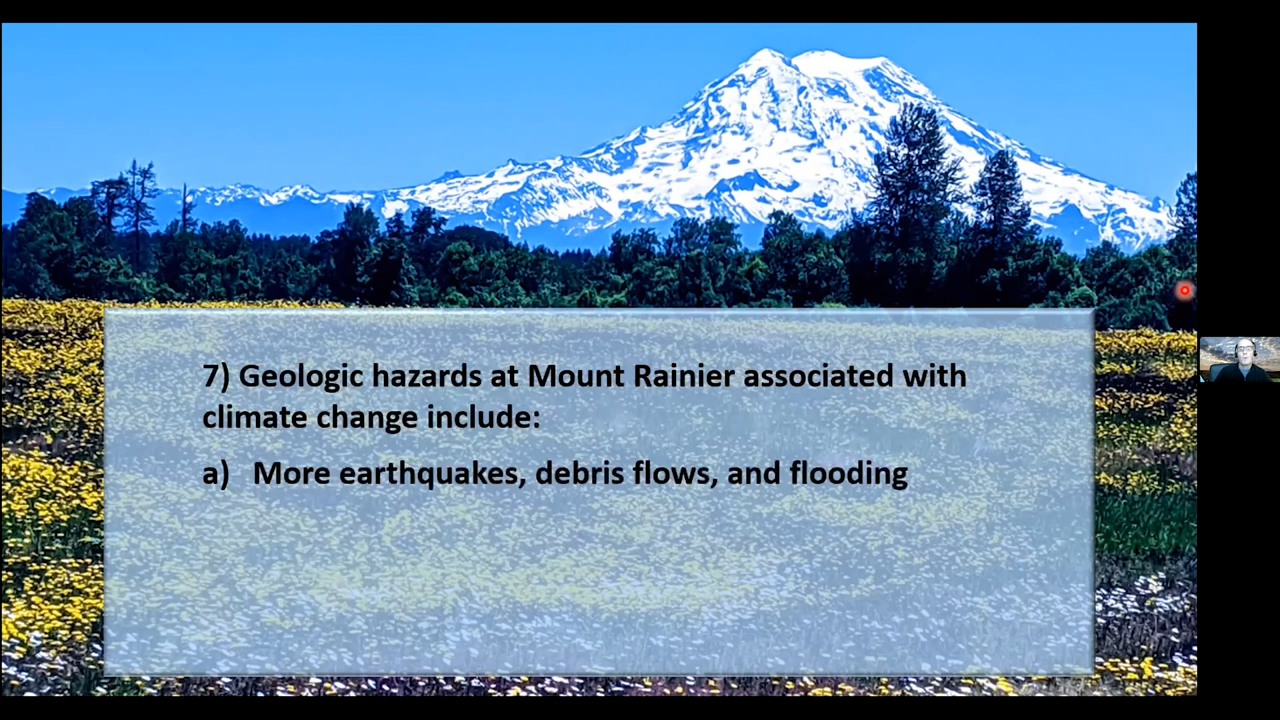 7) Geologic hazards at Mount Rainier associated with
climate change include:
a) More earthquakes, debris flows, and flooding